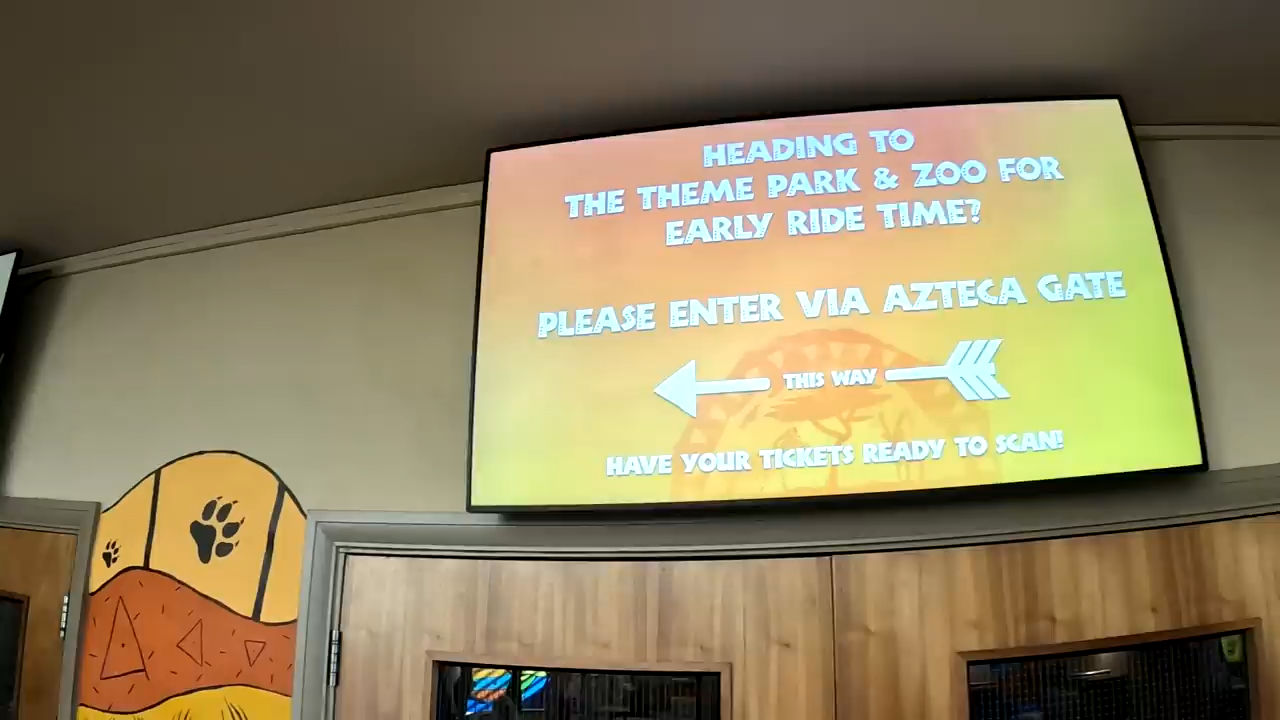 HEADING TO
THE THEME PARK & ZOO FOR
EARLY RIDE TIME?
PLEASE ENTER VIA AZTECA GATE
THIS WAY
HAVE YOUR TICKETS READY TO SCAN!